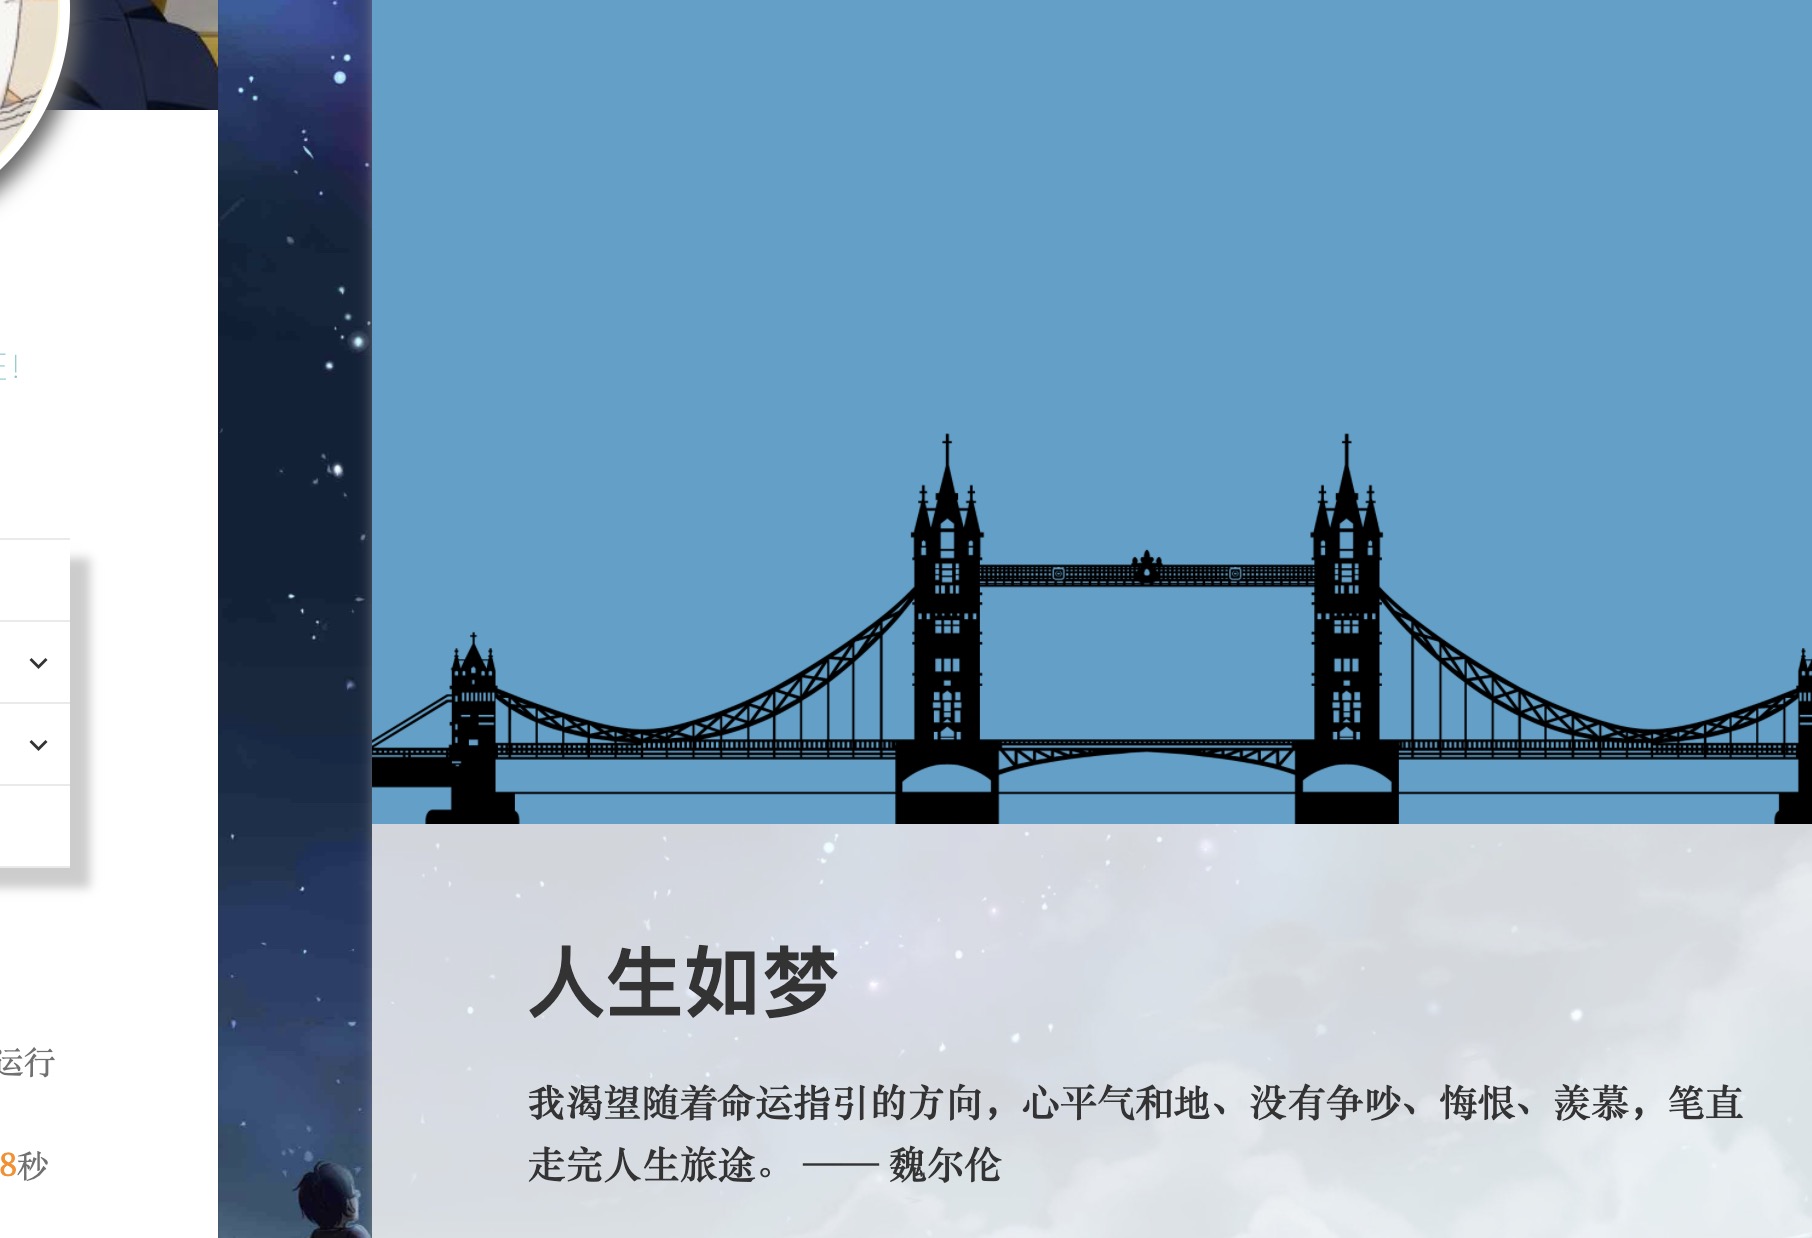 运行
8秒
人生如梦
我渴望随着命运指引的方向，心平气和地、没有争吵、悔恨、羡慕，笔直
走完人生旅途。 —— 魏尔伦